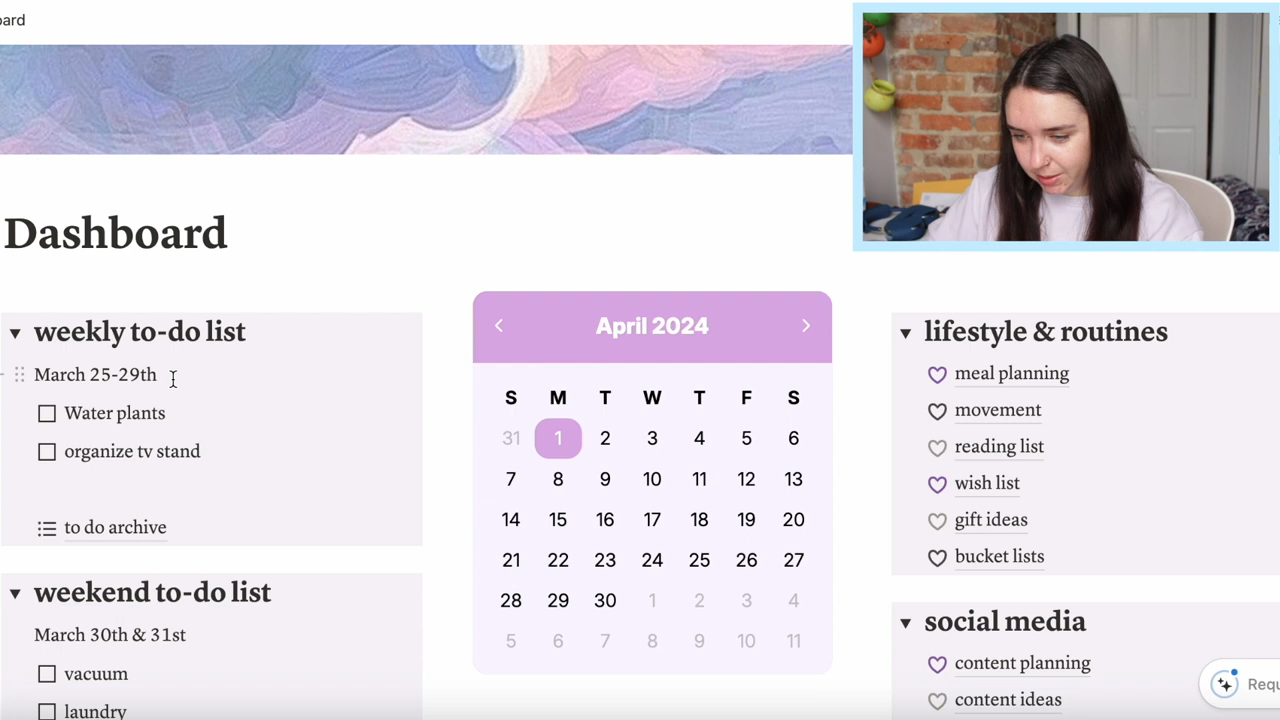 Dashboard
weekly to-do list
March 25-29th
Water plants
organize tv stand
to do archive
weekend to-do list
March 30th & 31st
vacuum
laundry
April 2024
S M T W T F S
31 1 2 3 4 5 6
7 8 9 10 11 12 13
14 15 16 17 18 19 20
21 22 23 24 25 26 27
28 29 30 1 2 3 4
5 6 7 8 9 10 11
lifestyle & routines
meal planning
movement
reading list
wish list
gift ideas
bucket lists
social media
content planning
content ideas